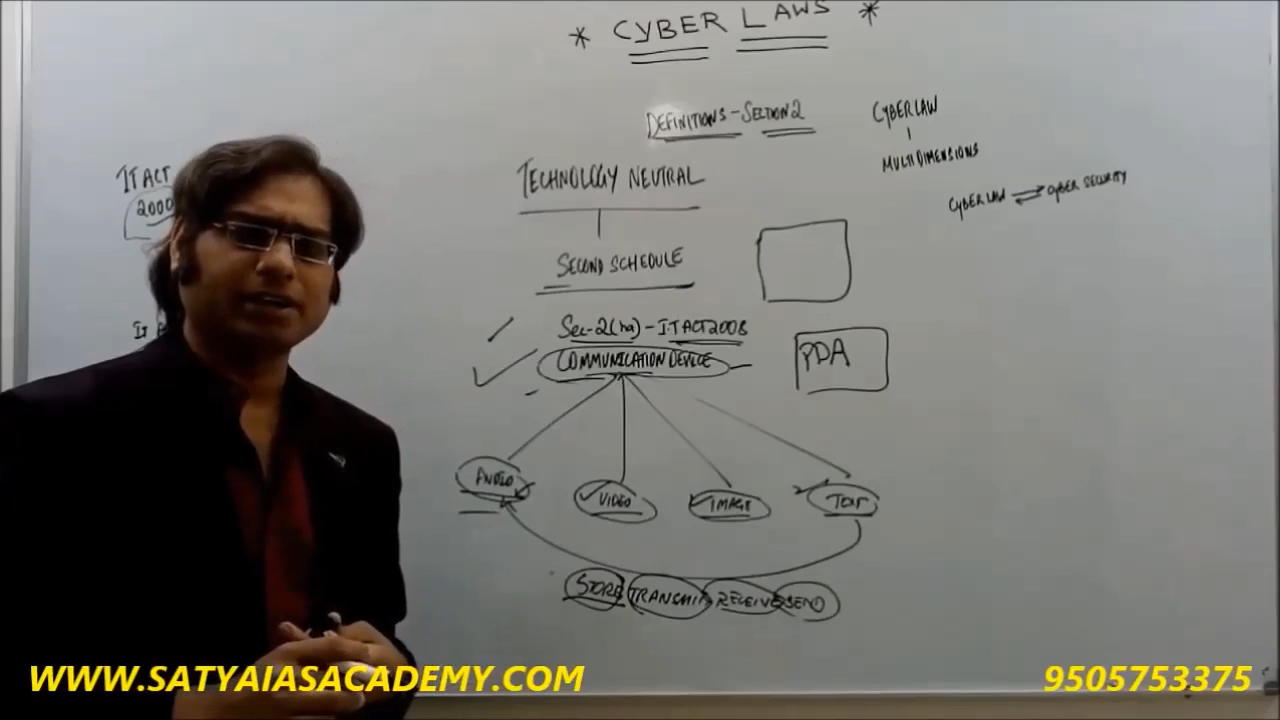 * CYBER LAWS *
DEFINITIONS - SECTION 2
CYBERLAW
MULTIDIMENSIONS
CYBERLAW ⇌ CYBER SECURITY
IT ACT
2000
TECHNOLOGY NEUTRAL
SECOND SCHEDULE
Sec-2(ha) - I.T ACT 2008
COMMUNICATION DEVICE
PDA
AUDIO
VIDEO
IMAGE
TEXT
STORE TRANSMIT RECEIVE SEND
WWW.SATYAIASACADEMY.COM
9505753375